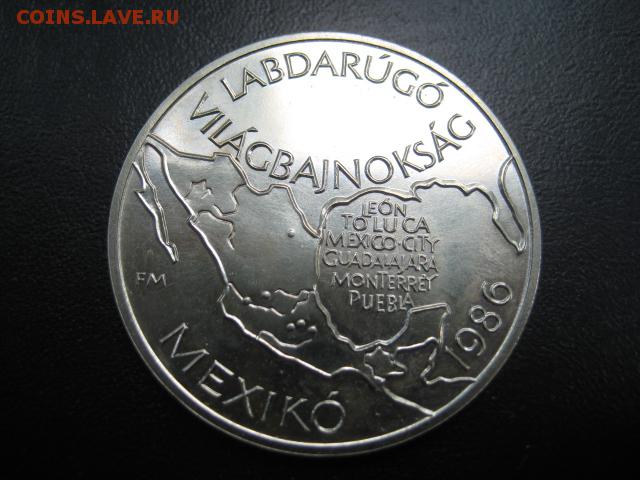 COINS.LAVE.RU
LABDARÚGÓ
VILÁGBAJNOKSÁG
LEÓN
TOLUCA
MEXICO·CITY
GUADALAJARA
MONTERREY
PUEBLA
FM
MEXIKÓ
1986